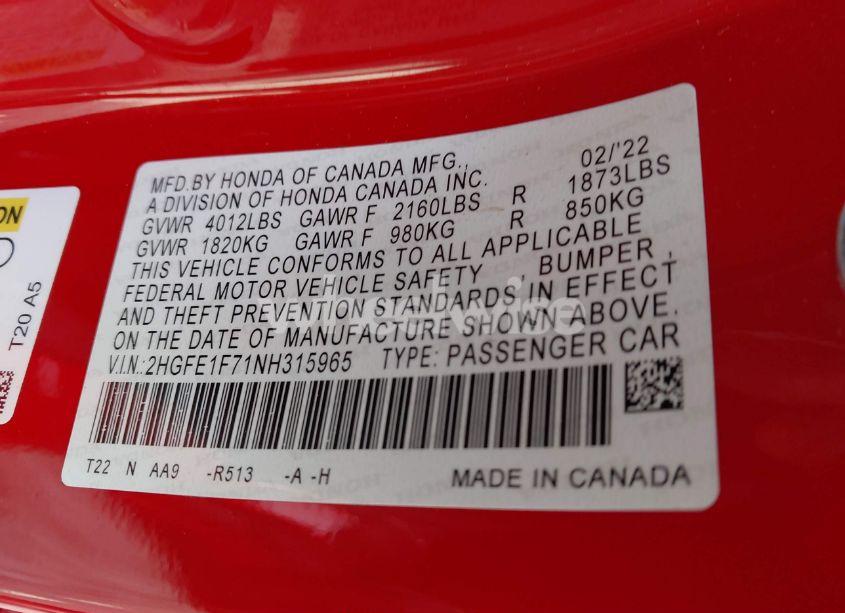 MFD.BY HONDA OF CANADA MFG., 02/'22
A DIVISION OF HONDA CANADA INC.
GVWR 4012LBS GAWR F 2160LBS R 1873LBS
GVWR 1820KG GAWR F 980KG R 850KG
THIS VEHICLE CONFORMS TO ALL APPLICABLE
FEDERAL MOTOR VEHICLE SAFETY , BUMPER ,
AND THEFT PREVENTION STANDARDS IN EFFECT
ON THE DATE OF MANUFACTURE SHOWN ABOVE.
V.I.N.:2HGFE1F71NH315965 TYPE: PASSENGER CAR
T22 N AA9 -R513 -A -H MADE IN CANADA
T20 A5